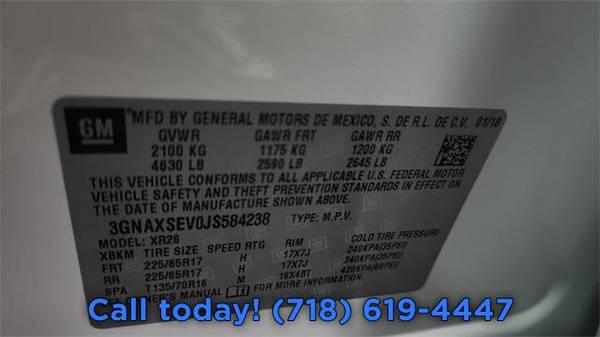 GM
MFD BY GENERAL MOTORS DE MEXICO, S. DE R.L. DE C.V. 01/18
GVWR GAWR FRT GAWR RR
2100 KG 1175 KG 1200 KG
4630 LB 2590 LB 2645 LB
THIS VEHICLE CONFORMS TO ALL APPLICABLE U.S. FEDERAL MOTOR
VEHICLE SAFETY AND THEFT PREVENTION STANDARDS IN EFFECT ON
THE DATE OF MANUFACTURE SHOWN ABOVE.
3GNAXSEV0JS584238 TYPE: M.P.V.
MODEL: XR26
XBKM TIRE SIZE SPEED RTG RIM COLD TIRE PRESSURE
FRT 225/65R17 H 17X7J 240KPA(35PSI)
RR 225/65R17 H 17X7J 240KPA(35PSI)
SPA T135/70R16 M 16X4BT 420KPA(60PSI)
SEE OWNER'S MANUAL FOR MORE INFORMATION
Call today! (718) 619-4447